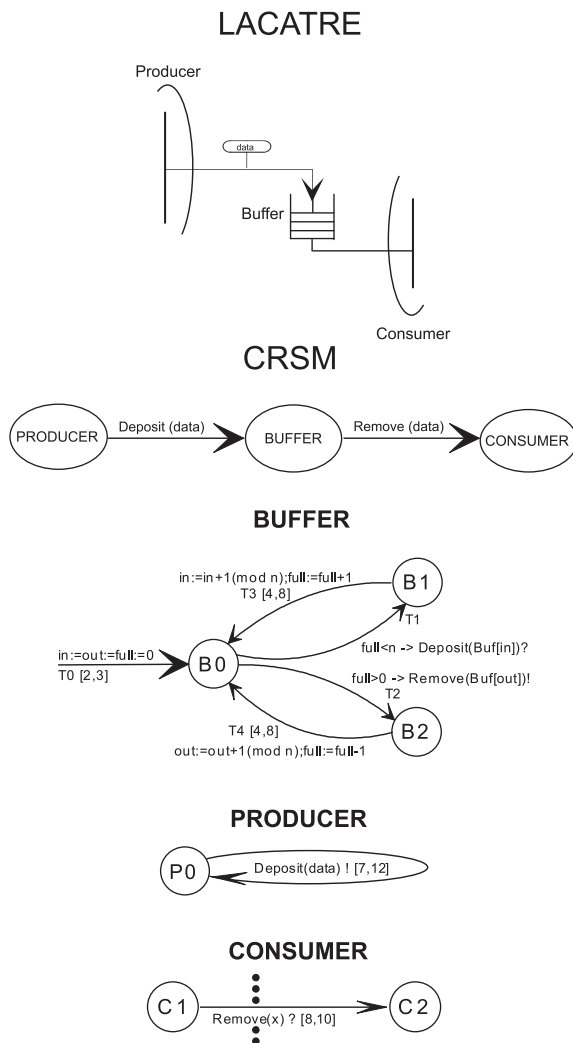 LACATRE
Producer
data
Buffer
Consumer
CRSM
PRODUCER
Deposit (data)
BUFFER
Remove (data)
CONSUMER
BUFFER
in:=in+1(mod n);full:=full+1
T3 [4,8]
B1
T1
full<n -> Deposit(Buf[in])?
in:=out:=full:=0
T0 [2,3]
B0
full>0 -> Remove(Buf[out])!
T2
T4 [4,8]
B2
out:=out+1(mod n);full:=full-1
PRODUCER
P0
Deposit(data) ! [7,12]
CONSUMER
C1
C2
Remove(x) ? [8,10]